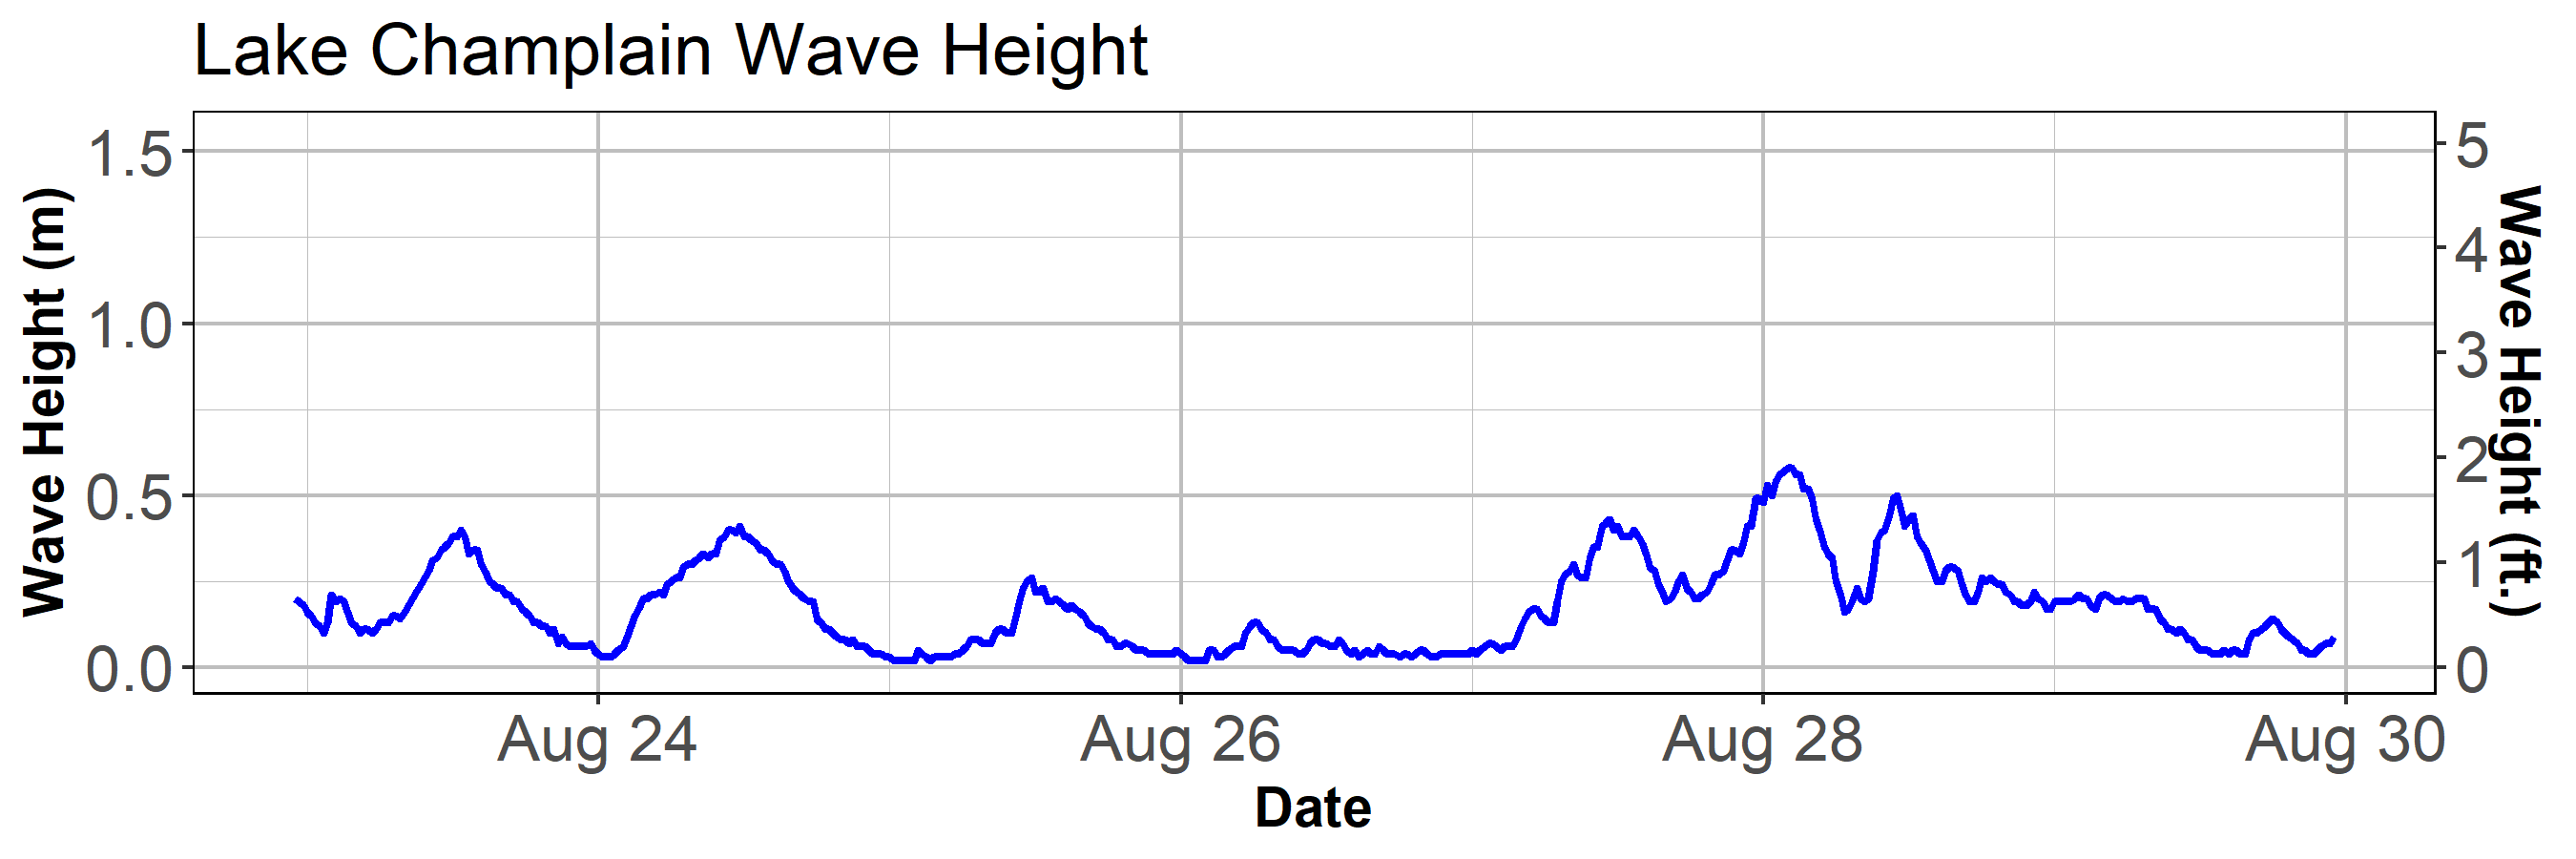 Lake Champlain Wave Height
Wave Height (m)
1.5
1.0
0.5
0.0
5
4
3
2
1
0
Wave Height (ft.)
Aug 24
Aug 26
Aug 28
Aug 30
Date